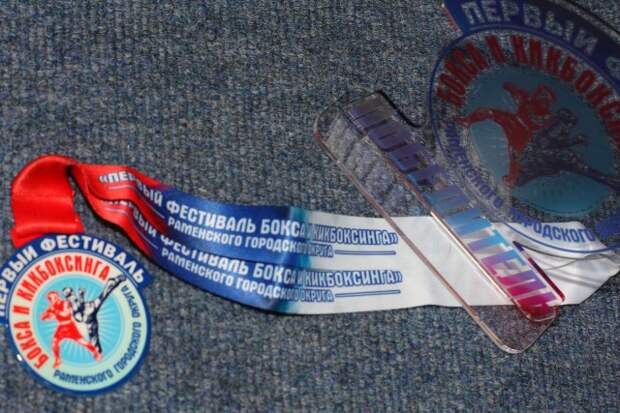 ПЕРВЫЙ ФЕСТИВАЛЬ
БОКСА И КИКБОКСИНГА
РАМЕНСКОГО ГОРОДСКОГО ОКРУГА
«ПЕРВЫЙ ФЕСТИВАЛЬ БОКСА И КИКБОКСИНГА»
РАМЕНСКОГО ГОРОДСКОГО ОКРУГА
ФЕСТИВАЛЬ БОКСА И КИКБОКСИНГА»
РАМЕНСКОГО ГОРОДСКОГО ОКРУГА
ПЕРВЫЙ
БОКСА И КИКБОКСИНГА
ГОРОДСКОГО ОКРУГА
ПОБЕДИТЕЛЬ